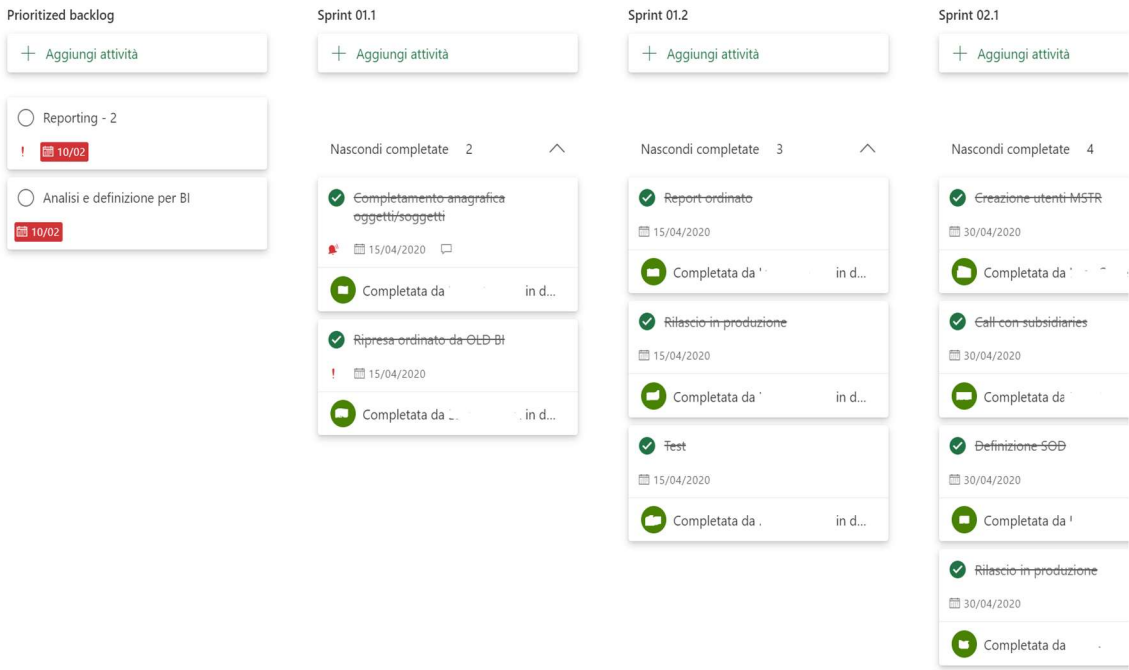 Prioritized backlog
Aggiungi attività
Reporting - 2
! 10/02
Analisi e definizione per BI
10/02
Sprint 01.1
Aggiungi attività
Nascondi completate 2
Completamento anagrafica
oggetti/soggetti
15/04/2020
Completata da in d...
Ripresa ordinato da OLD BI
! 15/04/2020
Completata da in d...
Sprint 01.2
Aggiungi attività
Nascondi completate 3
Report ordinato
15/04/2020
Completata da in d...
Rilascio in produzione
15/04/2020
Completata da in d...
Test
15/04/2020
Completata da in d...
Sprint 02.1
Aggiungi attività
Nascondi completate 4
Creazione utenti MSTR
30/04/2020
Completata da
Call con subsidiaries
30/04/2020
Completata da
Definizione SOD
30/04/2020
Completata da
Rilascio in produzione
30/04/2020
Completata da